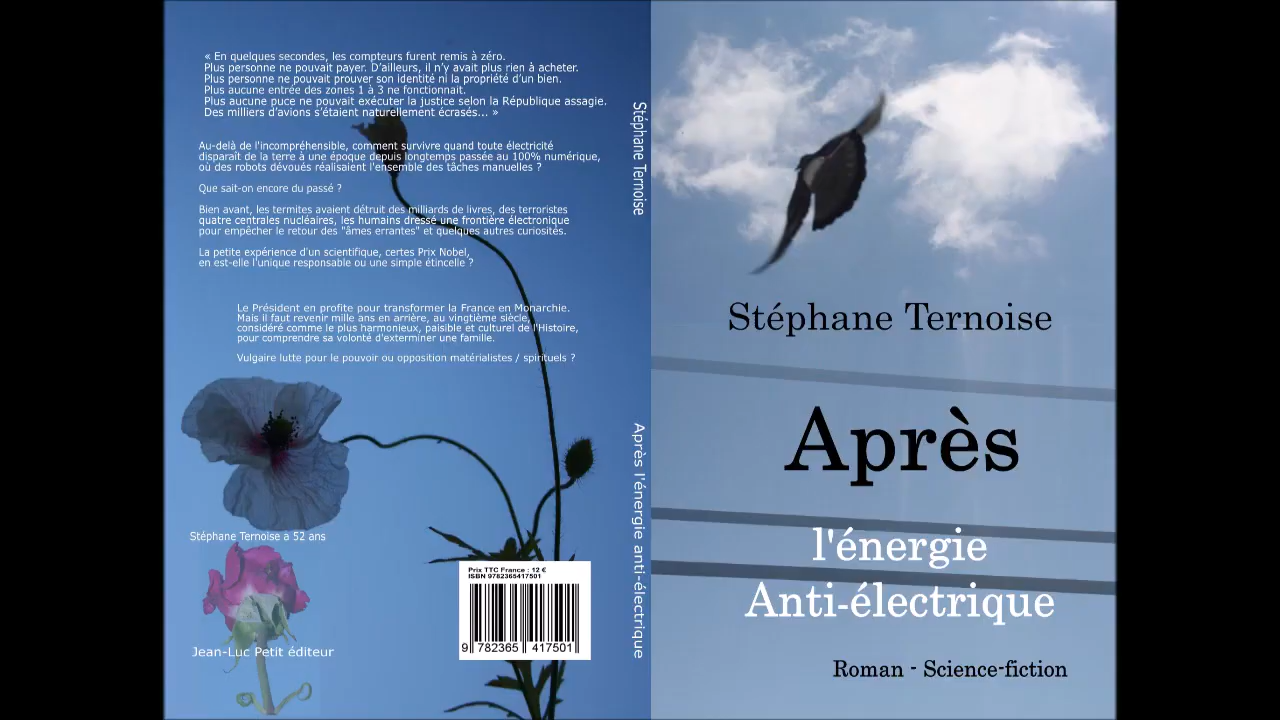 « En quelques secondes, les compteurs furent remis à zéro.
Plus personne ne pouvait payer. D'ailleurs, il n'y avait plus rien à acheter.
Plus personne ne pouvait prouver son identité ni la propriété d'un bien.
Plus aucune entrée des zones 1 à 3 ne fonctionnait.
Plus aucune puce ne pouvait exécuter la justice selon la République assagie.
Des milliers d'avions s'étaient naturellement écrasés... »
Au-delà de l'incompréhensible, comment survivre quand toute électricité
disparaît de la terre à une époque depuis longtemps passée au 100% numérique,
où des robots dévoués réalisaient l'ensemble des tâches manuelles ?
Que sait-on encore du passé ?
Bien avant, les termites avaient détruit des milliards de livres, des terroristes
quatre centrales nucléaires, les humains dressé une frontière électronique
pour empêcher le retour des "âmes errantes" et quelques autres curiosités.
La petite expérience d'un scientifique, certes Prix Nobel,
en est-elle l'unique responsable ou une simple étincelle ?
Le Président en profite pour transformer la France en Monarchie.
Mais il faut revenir mille ans en arrière, au vingtième siècle,
considéré comme le plus harmonieux, paisible et culturel de l'Histoire,
pour comprendre sa volonté d'exterminer une famille.
Vulgaire lutte pour le pouvoir ou opposition matérialistes / spirituels ?
Stéphane Ternoise a 52 ans
Jean-Luc Petit éditeur
Prix TTC France : 12 €
ISBN 9782365417501
9 782365 417501
Stéphane Ternoise
Après l'énergie anti-électrique
Stéphane Ternoise
Après
l'énergie
Anti-électrique
Roman - Science-fiction